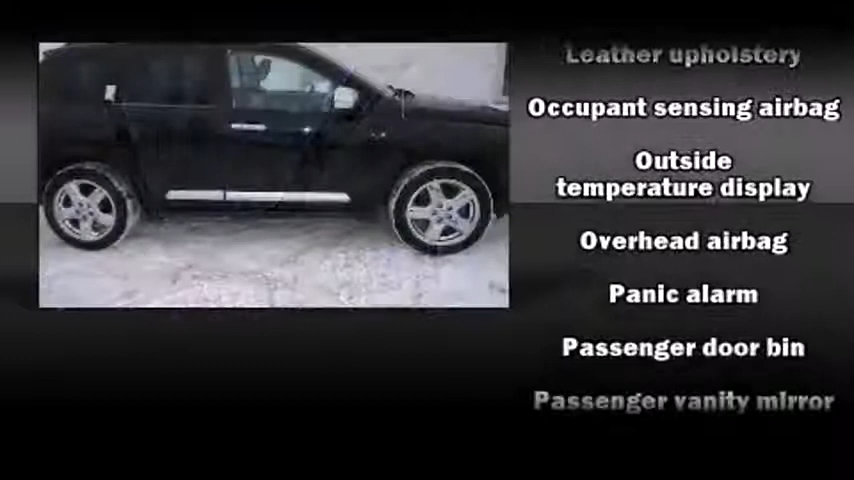 Leather upholstery
Occupant sensing airbag
Outside
temperature display
Overhead airbag
Panic alarm
Passenger door bin
Passenger vanity mirror